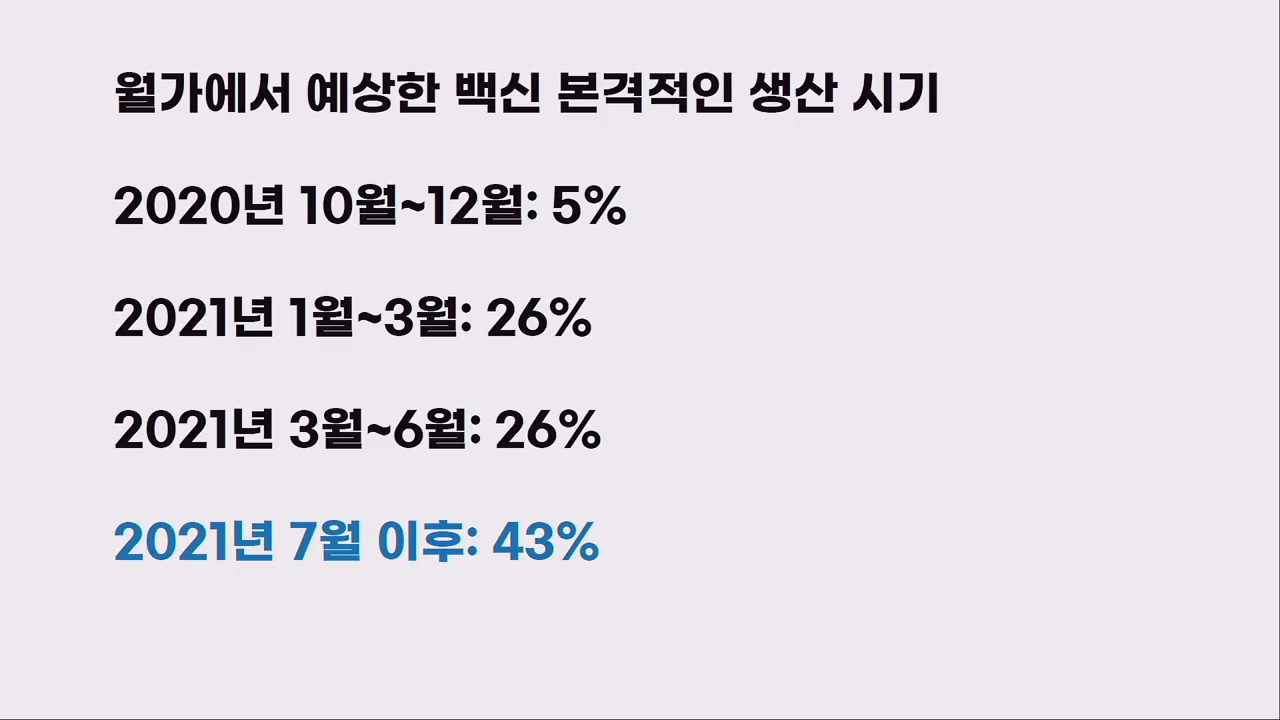 월가에서 예상한 백신 본격적인 생산 시기
2020년 10월~12월: 5%
2021년 1월~3월: 26%
2021년 3월~6월: 26%
2021년 7월 이후: 43%